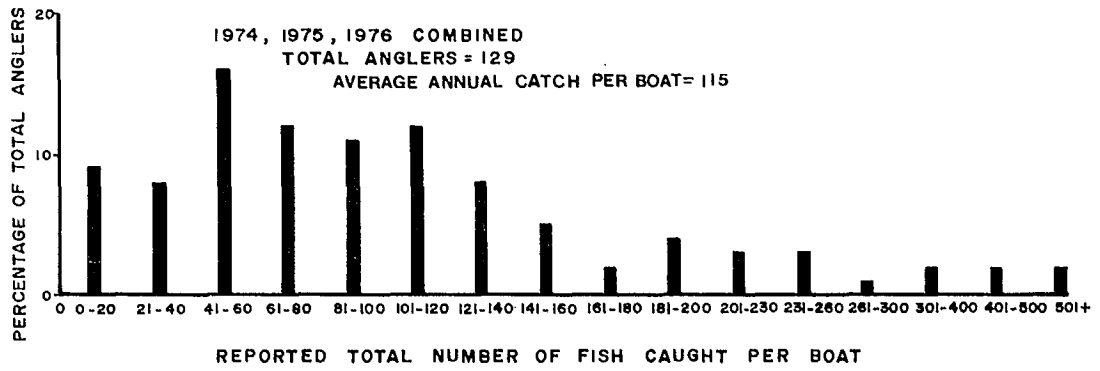 PERCENTAGE OF TOTAL ANGLERS
20
10
0
1974, 1975, 1976 COMBINED
TOTAL ANGLERS = 129
AVERAGE ANNUAL CATCH PER BOAT= 115
0 0-20 21-40 41-60 61-80 81-100 101-120 121-140 141-160 161-180 181-200 201-230 231-260 261-300 301-400 401-500 501+
REPORTED TOTAL NUMBER OF FISH CAUGHT PER BOAT